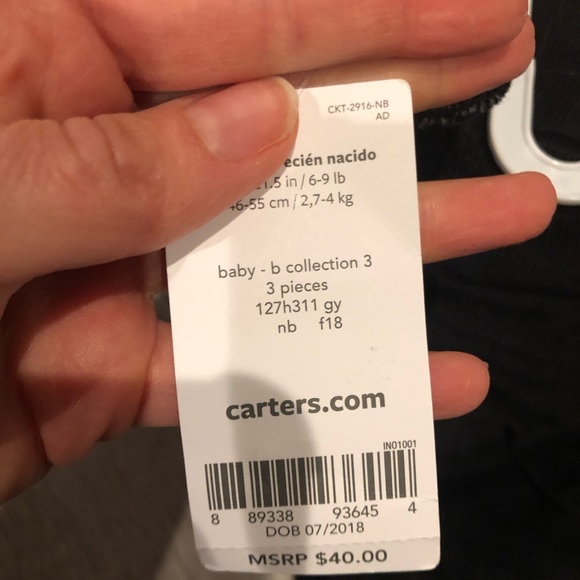 CKT-2916-NB
AD
ecién nacido
1.5 in / 6-9 lb
46-55 cm / 2,7-4 kg
baby - b collection 3
3 pieces
127h311 gy
nb f18
carters.com
IN01001
8 89338 93645 4
DOB 07/2018
MSRP $40.00